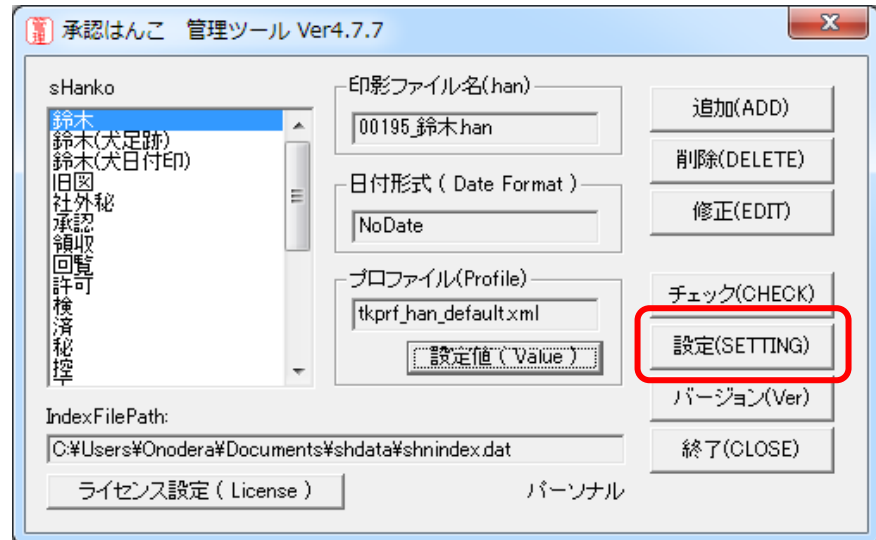 管理
承認はんこ　管理ツール Ver4.7.7
sHanko
鈴木
鈴木(犬足跡)
鈴木(犬日付印)
旧図
社外秘
承認
領収
回覧
許可
検
済
秘
控
印影ファイル名(han)
00195_鈴木.han
日付形式 ( Date Format )
NoDate
プロファイル(Profile)
tkprf_han_default.xml
設定値 ( Value )
追加(ADD)
削除(DELETE)
修正(EDIT)
チェック(CHECK)
設定(SETTING)
バージョン(Ver)
終了(CLOSE)
IndexFilePath:
C:¥Users¥Onodera¥Documents¥shdata¥shnindex.dat
ライセンス設定 ( License )
パーソナル